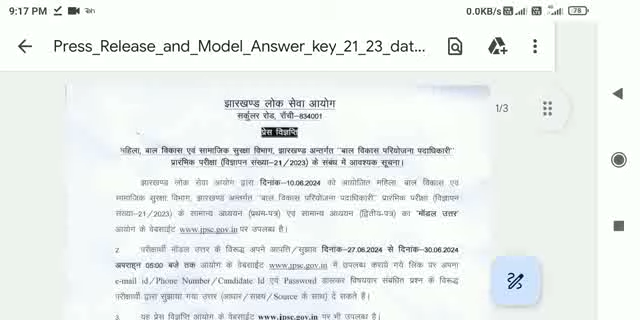 9:17 PM
0.0KB/s
78
Press_Release_and_Model_Answer_key_21_23_dat...
1/3
झारखण्ड लोक सेवा आयोग
सर्कुलर रोड, राँची–834001
प्रेस विज्ञप्ति
महिला, बाल विकास एवं सामाजिक सुरक्षा विभाग, झारखण्ड अन्तर्गत "बाल विकास परियोजना पदाधिकारी"
प्रारंभिक परीक्षा (विज्ञापन संख्या–21/2023) के संबंध में आवश्यक सूचना।
झारखण्ड लोक सेवा आयोग द्वारा दिनांक–10.06.2024 को आयोजित महिला, बाल विकास एवं
सामाजिक सुरक्षा विभाग, झारखण्ड अन्तर्गत "बाल विकास परियोजना पदाधिकारी" प्रारंभिक परीक्षा (विज्ञापन
संख्या–21/2023) के सामान्य अध्ययन (प्रथम-पत्र) एवं सामान्य अध्ययन (द्वितीय-पत्र) का "मॉडल उत्तर"
आयोग के वेबसाईट www.jpsc.gov.in पर उपलब्ध है।
2. परीक्षार्थी मॉडल उत्तर के विरूद्ध अपने आपत्ति/सुझाव दिनांक–27.06.2024 से दिनांक–30.06.2024
अपराह्न 05:00 बजे तक आयोग के वेबसाईट www.jpsc.gov.in में उपलब्ध कराये गये लिंक पर अपना
e-mail id/Phone Number/Candidate Id एवं Password डालकर विषयवार संबंधित प्रश्न के विरूद्ध
परीक्षार्थी द्वारा सुझाया गया उत्तर (आधार/साक्ष्य/Source के साथ) दे सकते हैं।
3. यह प्रेस विज्ञप्ति आयोग के वेबसाईट www.jpsc.gov.in पर भी उपलब्ध है।